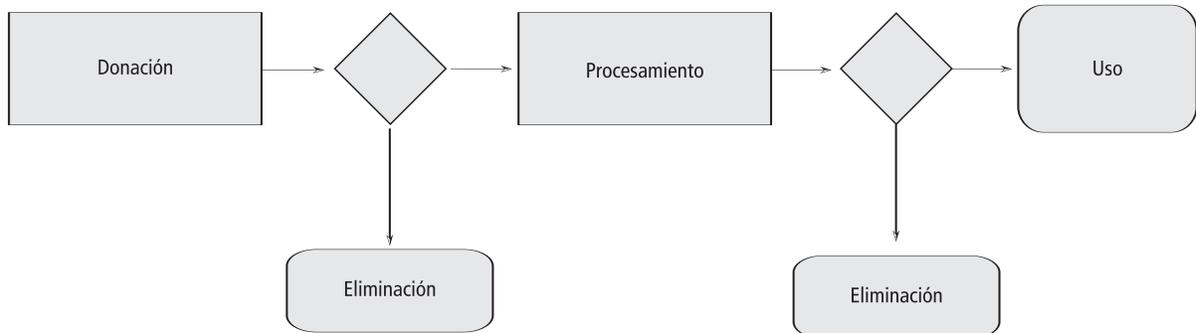 Donación
Procesamiento
Uso
Eliminación
Eliminación